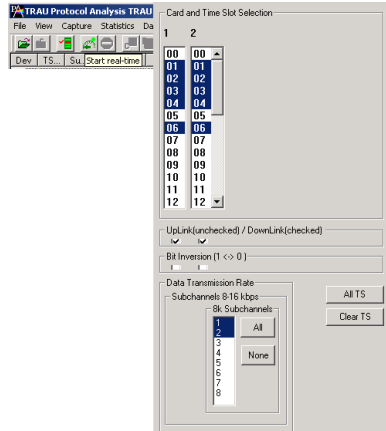 TRAU Protocol Analysis TRAU
File View Capture Statistics Da
Dev TS... Su.. Start real-time
Card and Time Slot Selection
1 2
00 00
01 01
02 02
03 03
04 04
05 05
06 06
07 07
08 08
09 09
10 10
11 11
12 12
UpLink(unchecked) / DownLink(checked)
Bit Inversion (1 <-> 0 )
Data Transmission Rate
Subchannels 8-16 kbps
8k Subchannels
1
2
3
4
5
6
7
8
All
None
All TS
Clear TS